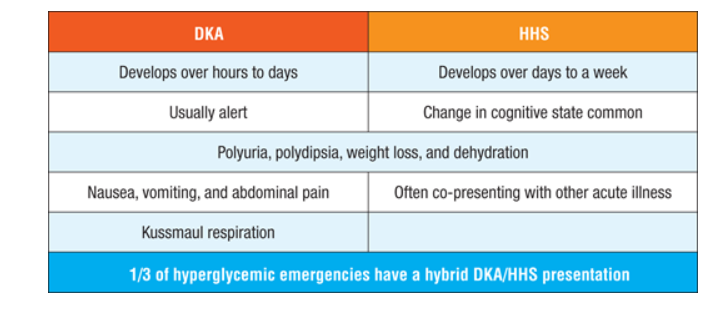 DKA
HHS
Develops over hours to days
Develops over days to a week
Usually alert
Change in cognitive state common
Polyuria, polydipsia, weight loss, and dehydration
Nausea, vomiting, and abdominal pain
Often co-presenting with other acute illness
Kussmaul respiration
1/3 of hyperglycemic emergencies have a hybrid DKA/HHS presentation